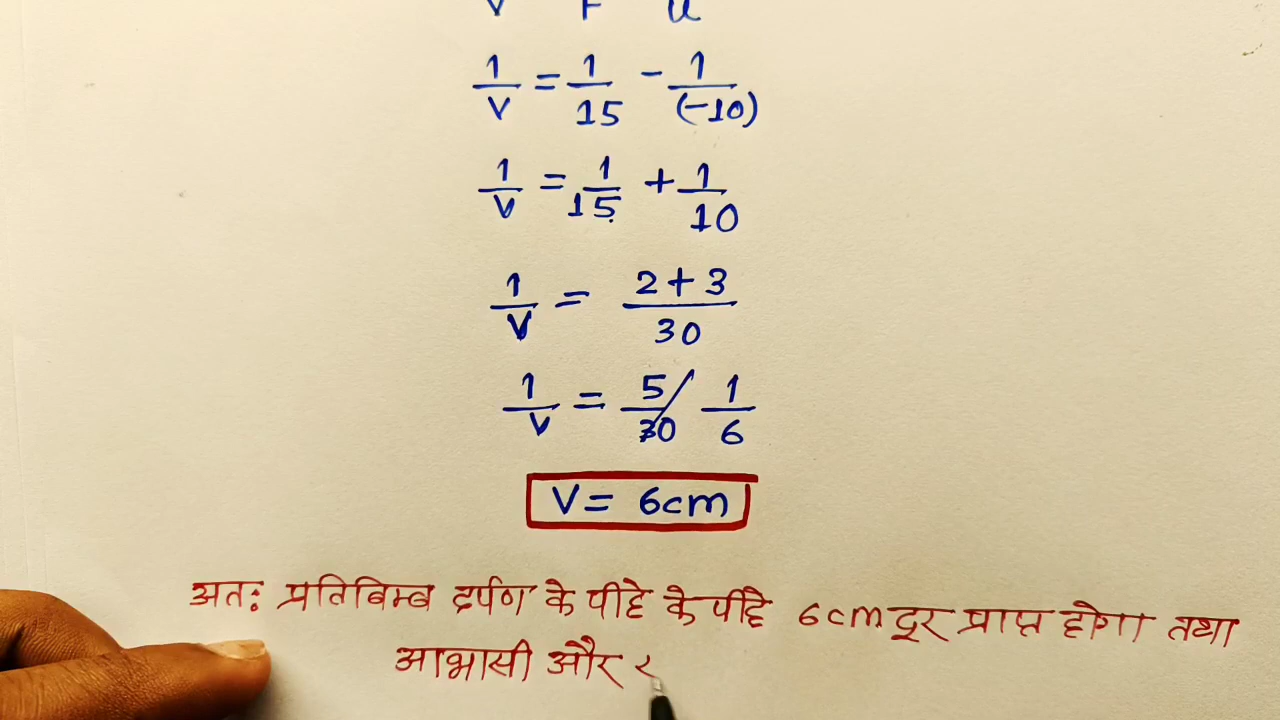 1/V = 1/15 - 1/(-10)
1/V = 1/15 + 1/10
1/V = 2+3/30
1/V = 5/30 1/6
V = 6cm
अतः प्रतिविम्व दर्पण के पीछे के पीछे 6cm दूर प्राप्त होगा तथा
आभासी और